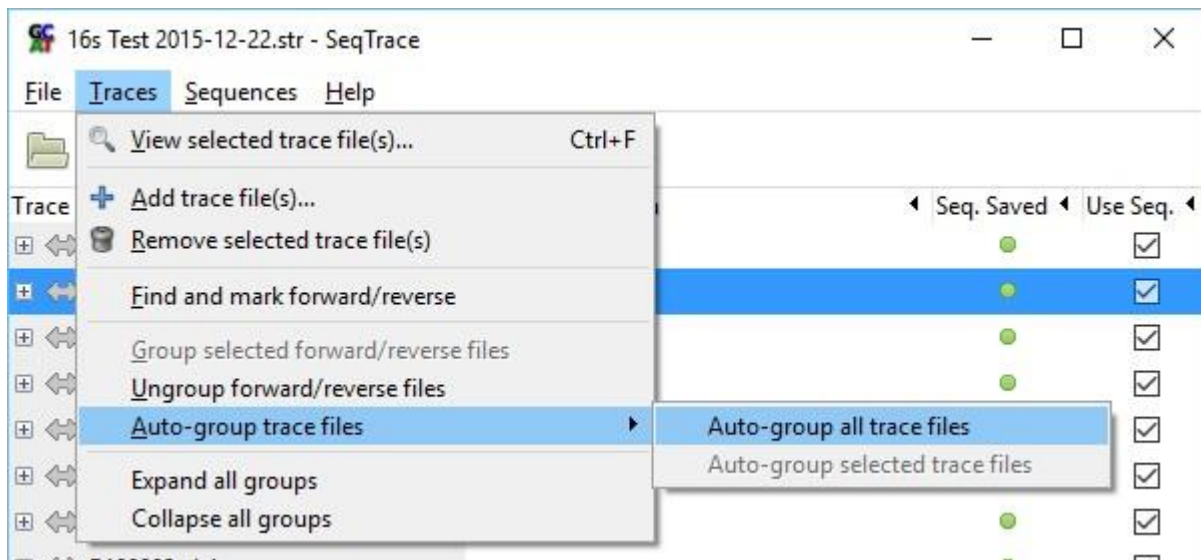 16s Test 2015-12-22.str - SeqTrace
File Traces Sequences Help
View selected trace file(s)... Ctrl+F
Add trace file(s)...
Trace Seq. Saved Use Seq.
Remove selected trace file(s)
Find and mark forward/reverse
Group selected forward/reverse files
Ungroup forward/reverse files
Auto-group trace files
Auto-group all trace files
Auto-group selected trace files
Expand all groups
Collapse all groups